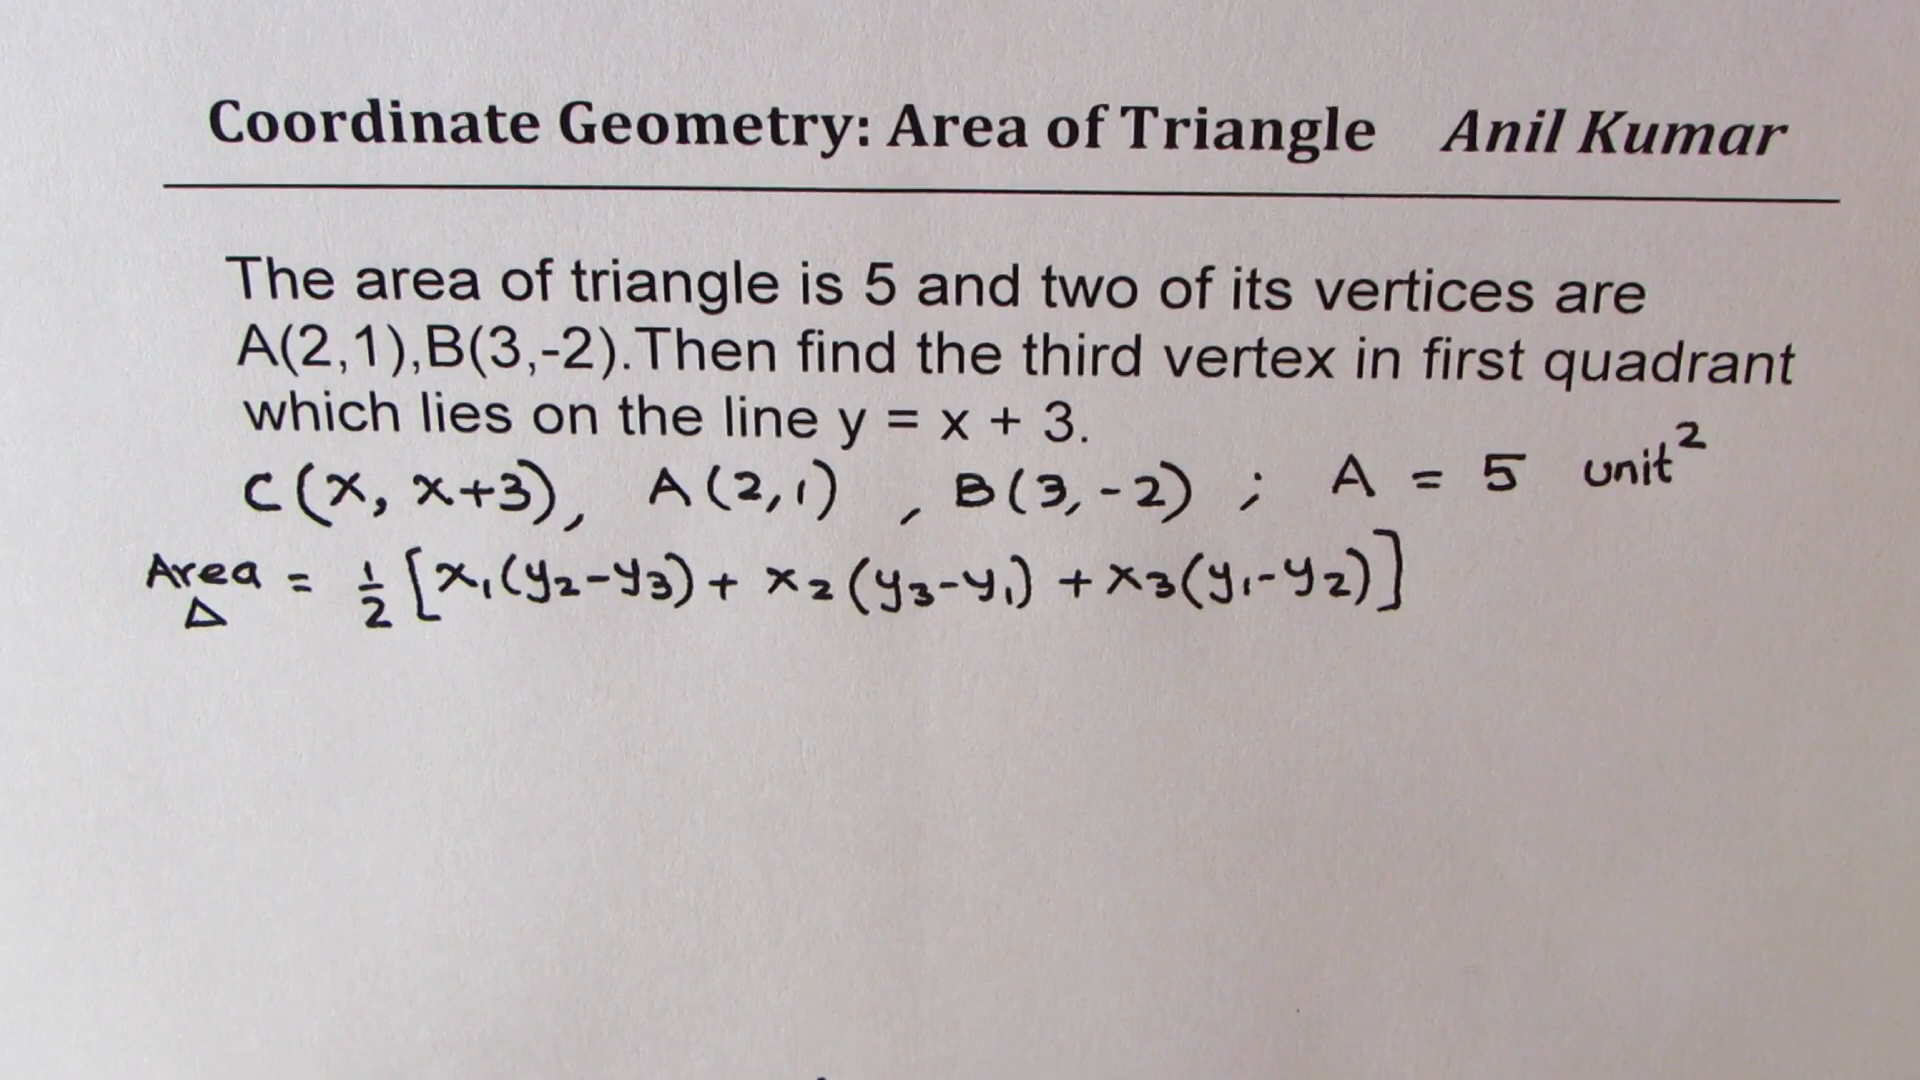 Coordinate Geometry: Area of Triangle Anil Kumar
The area of triangle is 5 and two of its vertices are
A(2,1),B(3,-2).Then find the third vertex in first quadrant
which lies on the line y = x + 3.
C(x, x+3), A(2,1) , B(3,-2) ; A = 5 unit²
Area Δ = 1/2 [x₁(y₂-y₃) + x₂(y₃-y₁) + x₃(y₁-y₂)]